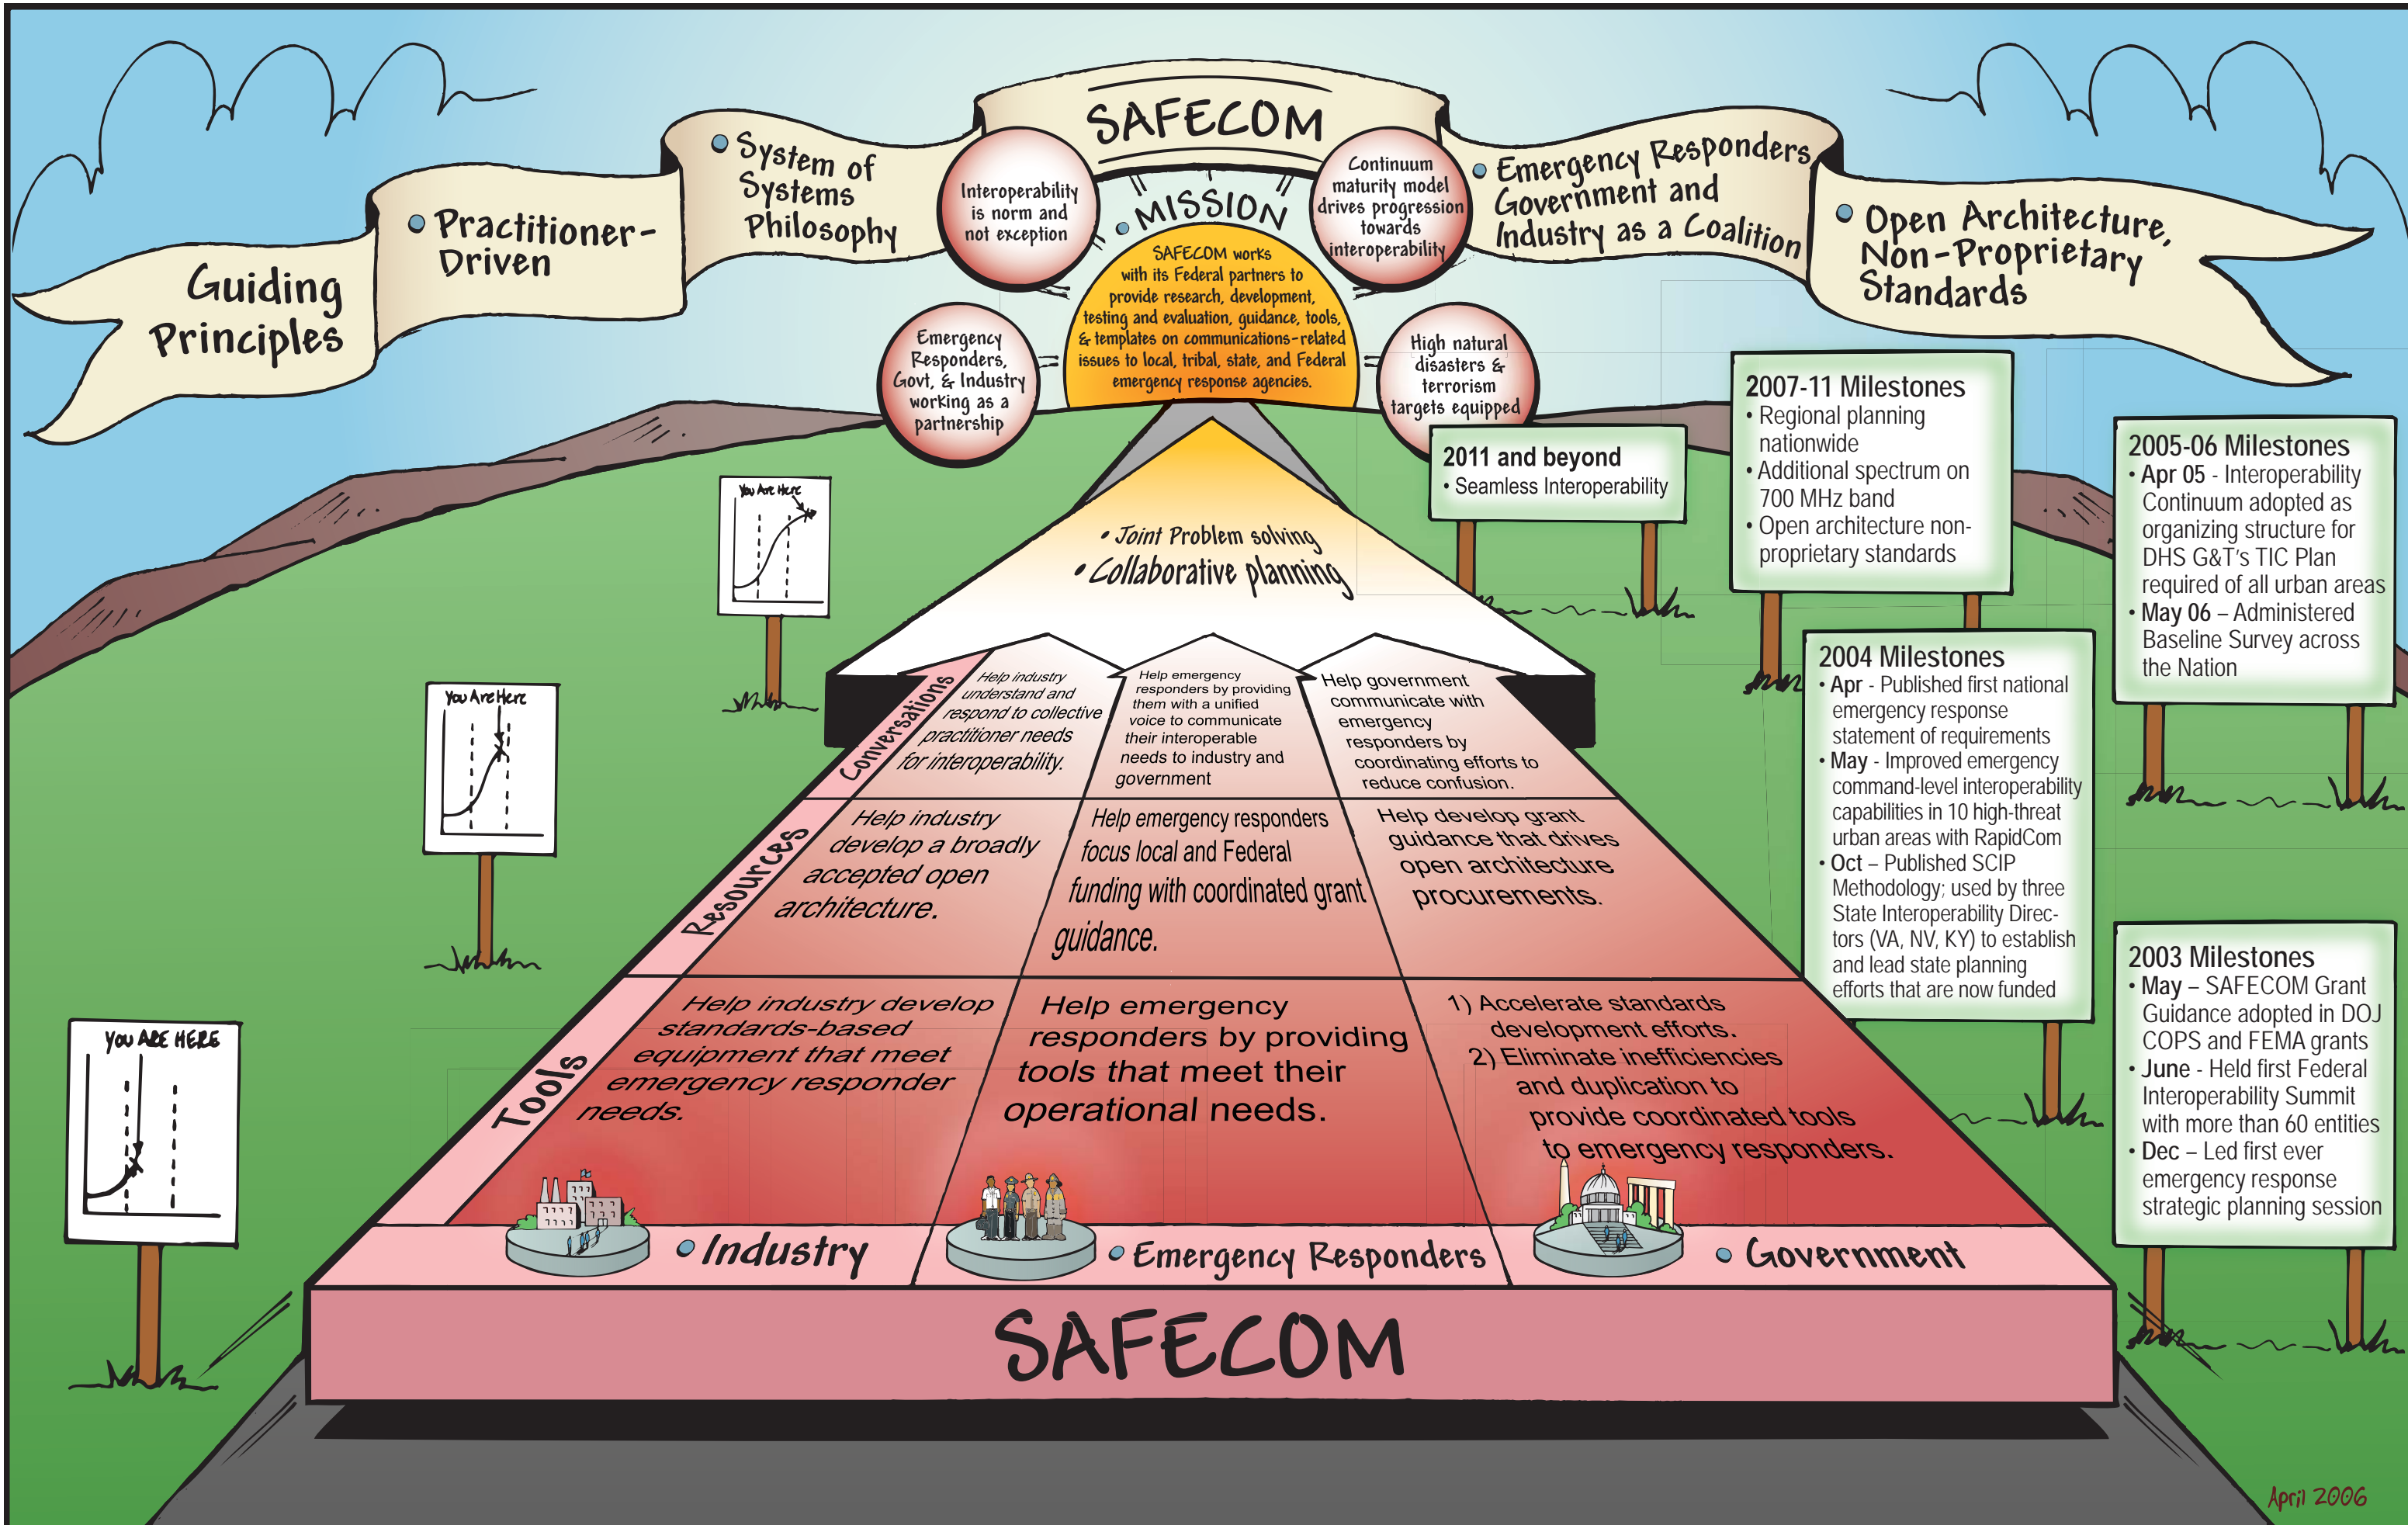 SAFECOM
Guiding
Principles
Practitioner-
Driven
System of
Systems
Philosophy
Emergency Responders
Government and
Industry as a Coalition
Open Architecture,
Non-Proprietary
Standards
Interoperability
is norm and
not exception
MISSION
Continuum
maturity model
drives progression
towards
interoperability
SAFECOM works
with its Federal partners to
provide research, development,
testing and evaluation, guidance, tools,
& templates on communications-related
issues to local, tribal, state, and Federal
emergency response agencies.
Emergency
Responders,
Govt, & Industry
working as a
partnership
High natural
disasters &
terrorism
targets equipped
2011 and beyond
• Seamless Interoperability
2007-11 Milestones
• Regional planning
nationwide
• Additional spectrum on
700 MHz band
• Open architecture non-
proprietary standards
2005-06 Milestones
• Apr 05 - Interoperability
Continuum adopted as
organizing structure for
DHS G&T's TIC Plan
required of all urban areas
• May 06 – Administered
Baseline Survey across
the Nation
2004 Milestones
• Apr - Published first national
emergency response
statement of requirements
• May - Improved emergency
command-level interoperability
capabilities in 10 high-threat
urban areas with RapidCom
• Oct – Published SCIP
Methodology; used by three
State Interoperability Direc-
tors (VA, NV, KY) to establish
and lead state planning
efforts that are now funded
2003 Milestones
• May – SAFECOM Grant
Guidance adopted in DOJ
COPS and FEMA grants
• June - Held first Federal
Interoperability Summit
with more than 60 entities
• Dec – Led first ever
emergency response
strategic planning session
You Are Here
You Are Here
YOU ARE HERE
• Joint Problem solving
• Collaborative planning
Conversations
Help industry
understand and
respond to collective
practitioner needs
for interoperability.
Help emergency
responders by providing
them with a unified
voice to communicate
their interoperable
needs to industry and
government
Help government
communicate with
emergency
responders by
coordinating efforts to
reduce confusion.
Resources
Help industry
develop a broadly
accepted open
architecture.
Help emergency responders
focus local and Federal
funding with coordinated grant
guidance.
Help develop grant
guidance that drives
open architecture
procurements.
Tools
Help industry develop
standards-based
equipment that meet
emergency responder
needs.
Help emergency
responders by providing
tools that meet their
operational needs.
1) Accelerate standards
development efforts.
2) Eliminate inefficiencies
and duplication to
provide coordinated tools
to emergency responders.
Industry
Emergency Responders
Government
SAFECOM
April 2006